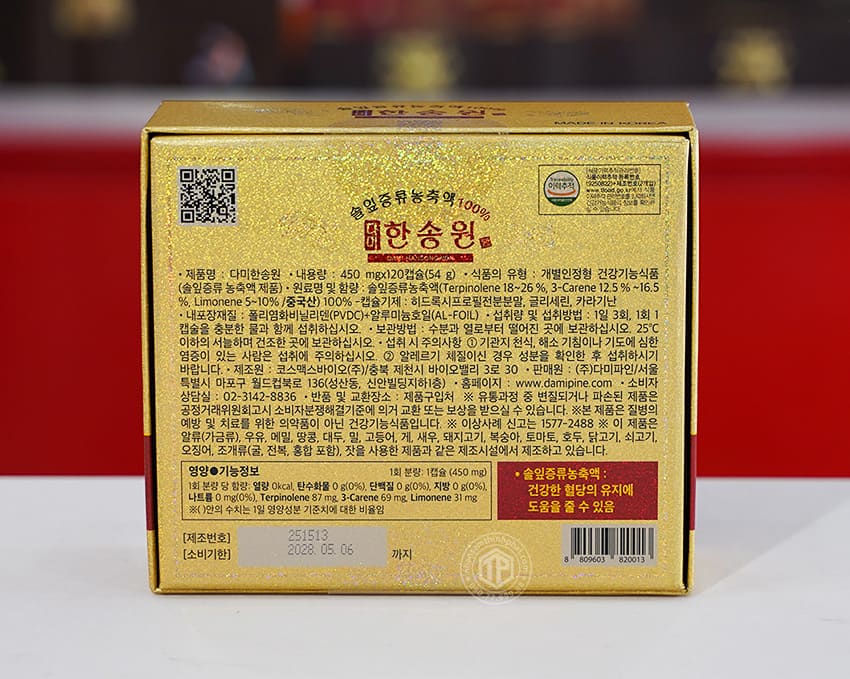 MADE IN KOREA
[식품이력추적관리번호]
식품이력추적 등록번호
이력추적
솔잎증류농축액100%
다미 한송원
• 제품명 : 다미한송원 • 내용량 : 450 mgx120캡슐(54 g) • 식품의 유형 : 개별인정형 건강기능식품
(솔잎증류 농축액 제품) • 원료명 및 함량 : 솔잎증류농축액(Terpinolene 18~26 %, 3-Carene 12.5 % ~16.5
%, Limonene 5~10% /중국산) 100% -캡슐기제 : 히드록시프로필전분분말, 글리세린, 카라기난
• 내포장재질 : 폴리염화비닐리덴(PVDC)+알루미늄호일(AL-FOIL) • 섭취량 및 섭취방법 : 1일 3회, 1회 1
캡슐을 충분한 물과 함께 섭취하십시오. • 보관방법 : 수분과 열로부터 떨어진 곳에 보관하십시오. 25℃
이하의 서늘하며 건조한 곳에 보관하십시오. • 섭취 시 주의사항 ① 기관지 천식, 해소 기침이나 기도에 심한
염증이 있는 사람은 섭취에 주의하십시오. ② 알레르기 체질이신 경우 성분을 확인한 후 섭취하시기
바랍니다. • 제조원 : 코스맥스바이오(주)/충북 제천시 바이오밸리 3로 30 • 판매원 : (주)다미파인/서울
특별시 마포구 월드컵북로 136(성산동, 신안빌딩지하1층) • 홈페이지 : www.damipine.com • 소비자
상담실 : 02-3142-8836 • 반품 및 교환장소 : 제품구입처 ※ 유통과정 중 변질되거나 파손된 제품은
공정거래위원회고시 소비자분쟁해결기준에 의거 교환 또는 보상을 받으실 수 있습니다. ※본 제품은 질병의
예방 및 치료를 위한 의약품이 아닌 건강기능식품입니다. ※ 이상사례 신고는 1577-2488 ※ 이 제품은
알류(가금류), 우유, 메밀, 땅콩, 대두, 밀, 고등어, 게, 새우, 돼지고기, 복숭아, 토마토, 호두, 닭고기, 쇠고기,
오징어, 조개류(굴, 전복, 홍합 포함), 잣을 사용한 제품과 같은 제조시설에서 제조하고 있습니다.
영양●기능정보 1회 분량: 1캡슐 (450 mg)
1회 분량 당 함량: 열량 0kcal, 탄수화물 0 g(0%), 단백질 0 g(0%), 지방 0 g(0%),
나트륨 0 mg(0%), Terpinolene 87 mg, 3-Carene 69 mg, Limonene 31 mg
※( )안의 수치는 1일 영양성분 기준치에 대한 비율임
• 솔잎증류농축액 :
건강한 혈당의 유지에
도움을 줄 수 있음
[제조번호] 251513
[소비기한] 2028. 05. 06 까지
8 809603 820013
TP